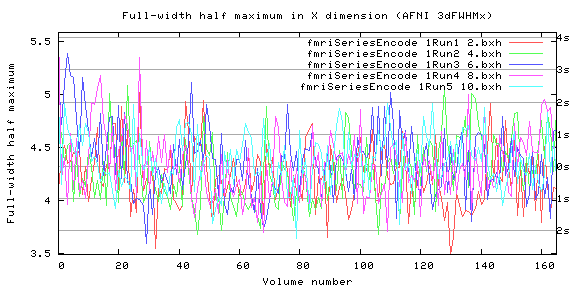 Full-width half maximum in X dimension (AFNI 3dFWHMx)
Full-width half maximum
5.5
5
4.5
4
3.5
fmriSeriesEncode 1Run1 2.bxh
fmriSeriesEncode 1Run2 4.bxh
fmriSeriesEncode 1Run3 6.bxh
fmriSeriesEncode 1Run4 8.bxh
fmriSeriesEncode 1Run5 10.bxh
4s
3s
2s
1s
0s
1s
2s
0 20 40 60 80 100 120 140 160
Volume number